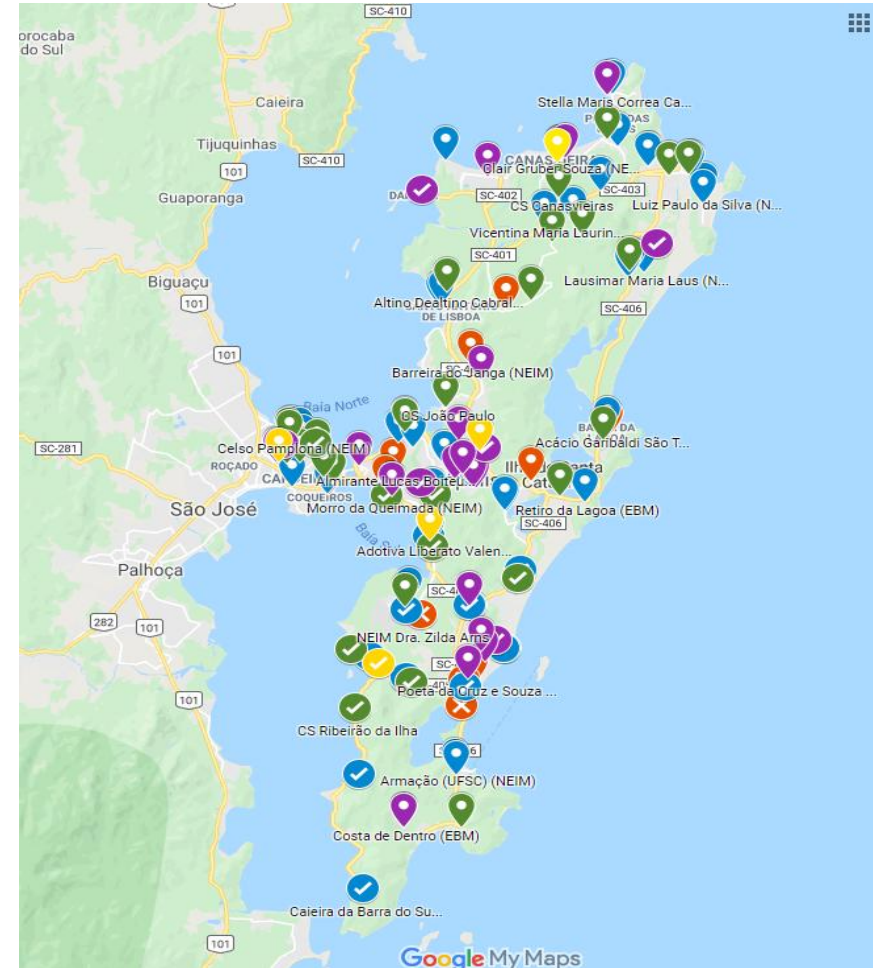 SC-410
orocaba
do Sul
Caieira
Stella Maris Correa Ca...
Tijuquinhas
SC-410
101
Clair Gruber Souza (NE...
Guaporanga
SC-402
SC-403
CS Canasvieiras
Luiz Paulo da Silva (N...
Vicentina Maria Laurin...
SC-401
Biguaçu
Lausimar Maria Laus (N...
Altino Dealtino Cabral...
101
SC-406
DE LISBOA
101
Barreira do Janga (NEIM)
Baía Norte
CS João Paulo
SC-281
Celso Pamplona (NEIM)
Acácio Garibaldi São T...
ROÇADO
Almirante Lucas Boiteu...
COQUEIROS
Morro da Queimada (NEIM)
Retiro da Lagoa (EBM)
São José
SC-406
Adotiva Liberato Valen...
Palhoça
282
101
NEIM Dra. Zilda Arns
Poeta da Cruz e Souza ...
101
CS Ribeirão da Ilha
Armação (UFSC) (NEIM)
Costa de Dentro (EBM)
Caieira da Barra do Su...
101
Google My Maps